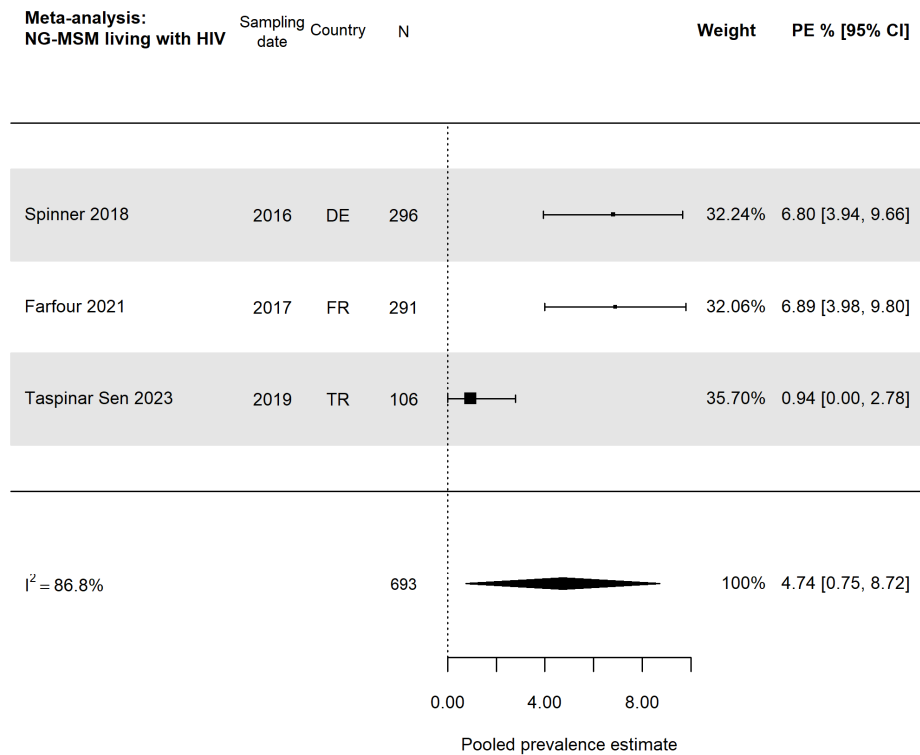 Meta-analysis:
NG-MSM living with HIV Sampling date Country N Weight PE % [95% CI]
Spinner 2018 2016 DE 296 32.24% 6.80 [3.94, 9.66]
Farfour 2021 2017 FR 291 32.06% 6.89 [3.98, 9.80]
Taspinar Sen 2023 2019 TR 106 35.70% 0.94 [0.00, 2.78]
I² = 86.8% 693 100% 4.74 [0.75, 8.72]
0.00 4.00 8.00
Pooled prevalence estimate